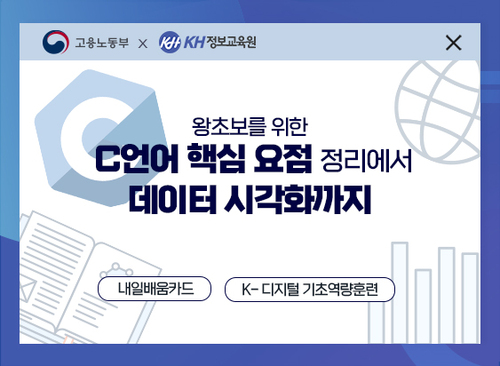 고용노동부 X KH KH정보교육원
왕초보를 위한
C언어 핵심 요점 정리에서
데이터 시각화까지
내일배움카드 K- 디지털 기초역량훈련